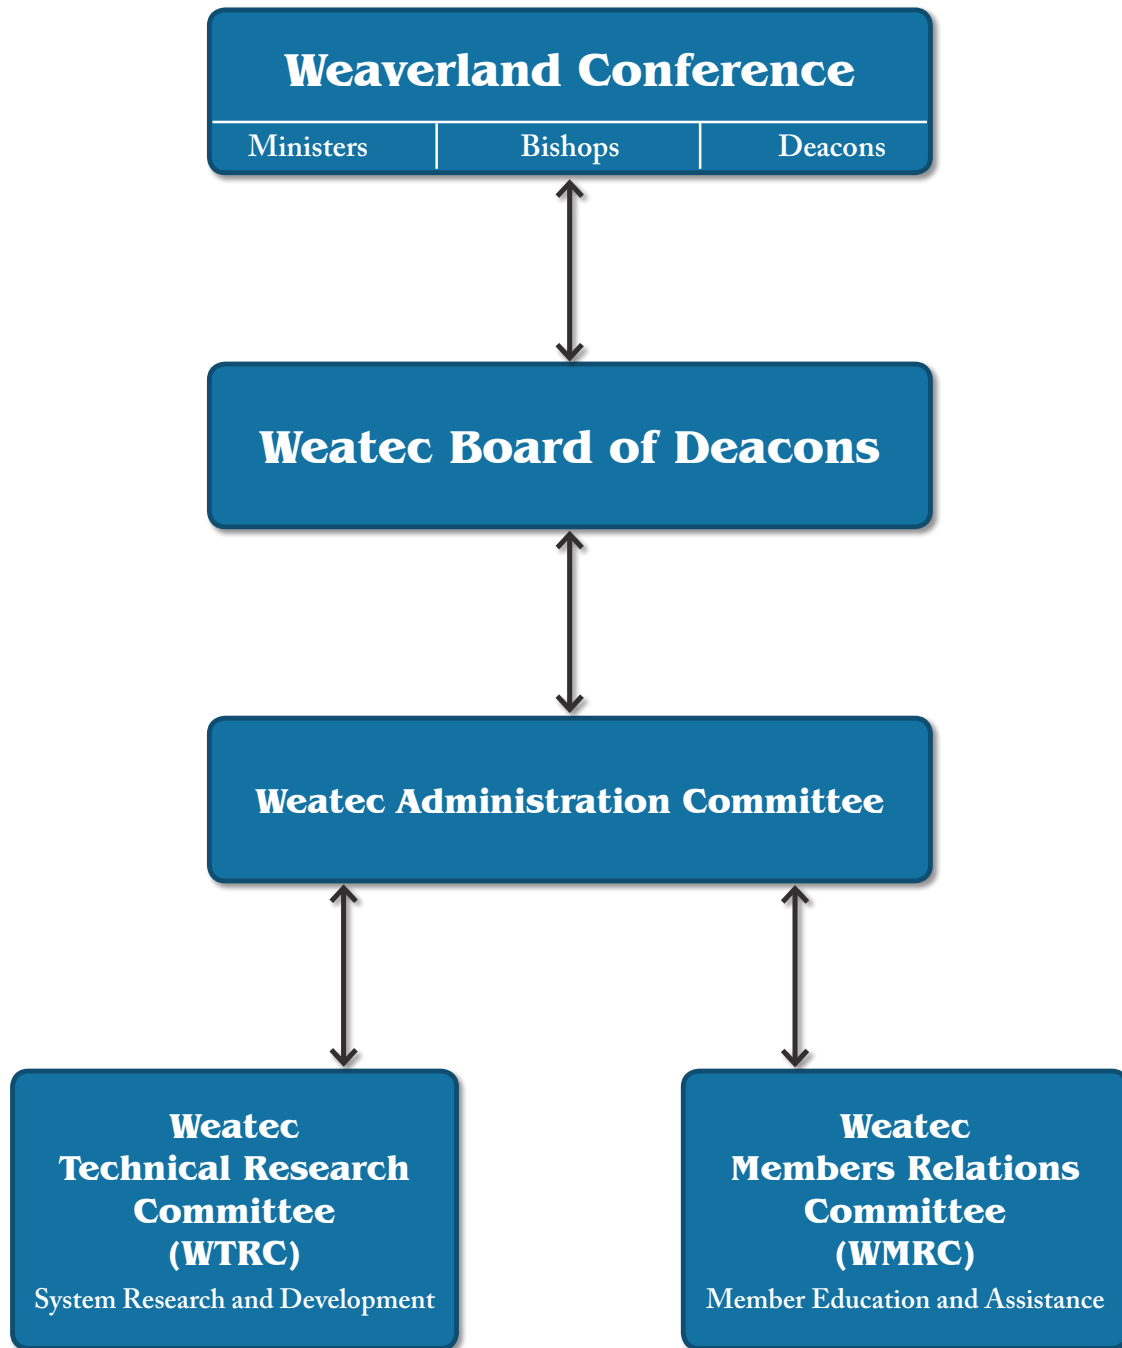 Weaverland Conference
Ministers Bishops Deacons
Weatec Board of Deacons
Weatec Administration Committee
Weatec
Technical Research
Committee
(WTRC)
System Research and Development
Weatec
Members Relations
Committee
(WMRC)
Member Education and Assistance